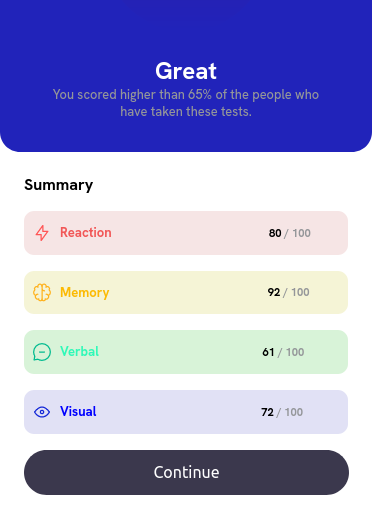 Great
You scored higher than 65% of the people who
have taken these tests.
Summary
Reaction 80 / 100
Memory 92 / 100
Verbal 61 / 100
Visual 72 / 100
Continue